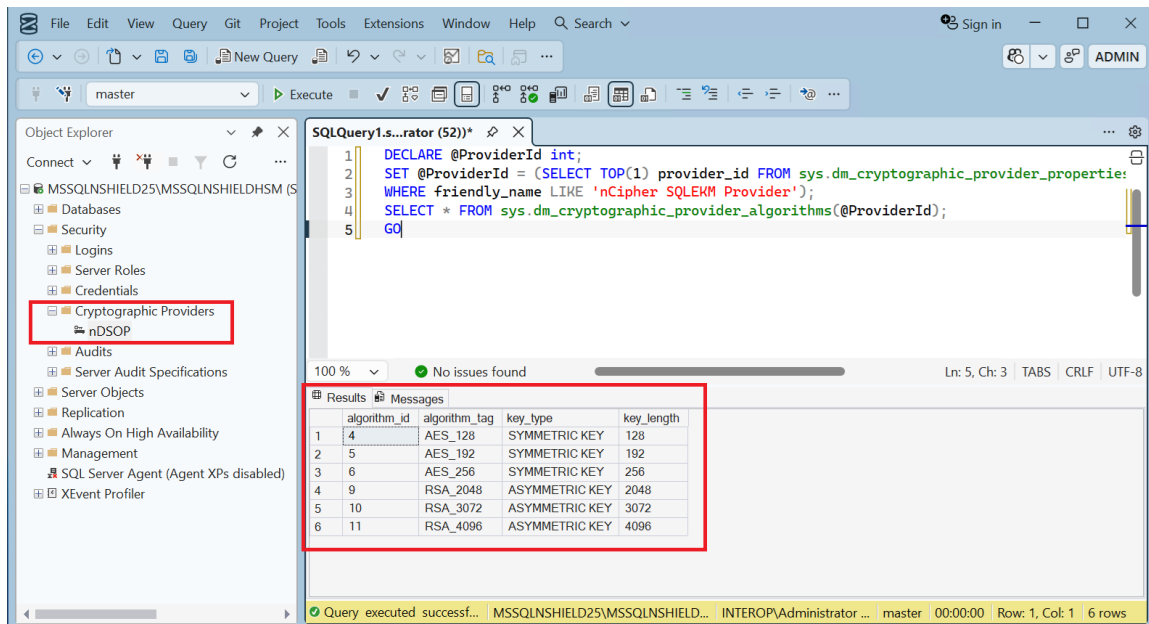 File Edit View Query Git Project Tools Extensions Window Help Search Sign in
New Query ADMIN
master Execute
Object Explorer
Connect
MSSQLNSHIELD25\MSSQLNSHIELDHSM (S
Databases
Security
Logins
Server Roles
Credentials
Cryptographic Providers
nDSOP
Audits
Server Audit Specifications
Server Objects
Replication
Always On High Availability
Management
SQL Server Agent (Agent XPs disabled)
XEvent Profiler
SQLQuery1.s...rator (52))*
1 DECLARE @ProviderId int;
2 SET @ProviderId = (SELECT TOP(1) provider_id FROM sys.dm_cryptographic_provider_properties
3 WHERE friendly_name LIKE 'nCipher SQLEKM Provider');
4 SELECT * FROM sys.dm_cryptographic_provider_algorithms(@ProviderId);
5 GO
100 % No issues found Ln: 5, Ch: 3 TABS CRLF UTF-8
Results Messages
algorithm_id algorithm_tag key_type key_length
1 4 AES_128 SYMMETRIC KEY 128
2 5 AES_192 SYMMETRIC KEY 192
3 6 AES_256 SYMMETRIC KEY 256
4 9 RSA_2048 ASYMMETRIC KEY 2048
5 10 RSA_3072 ASYMMETRIC KEY 3072
6 11 RSA_4096 ASYMMETRIC KEY 4096
Query executed successf... MSSQLNSHIELD25\MSSQLNSHIELD... INTEROP\Administrator ... master 00:00:00 Row: 1, Col: 1 6 rows